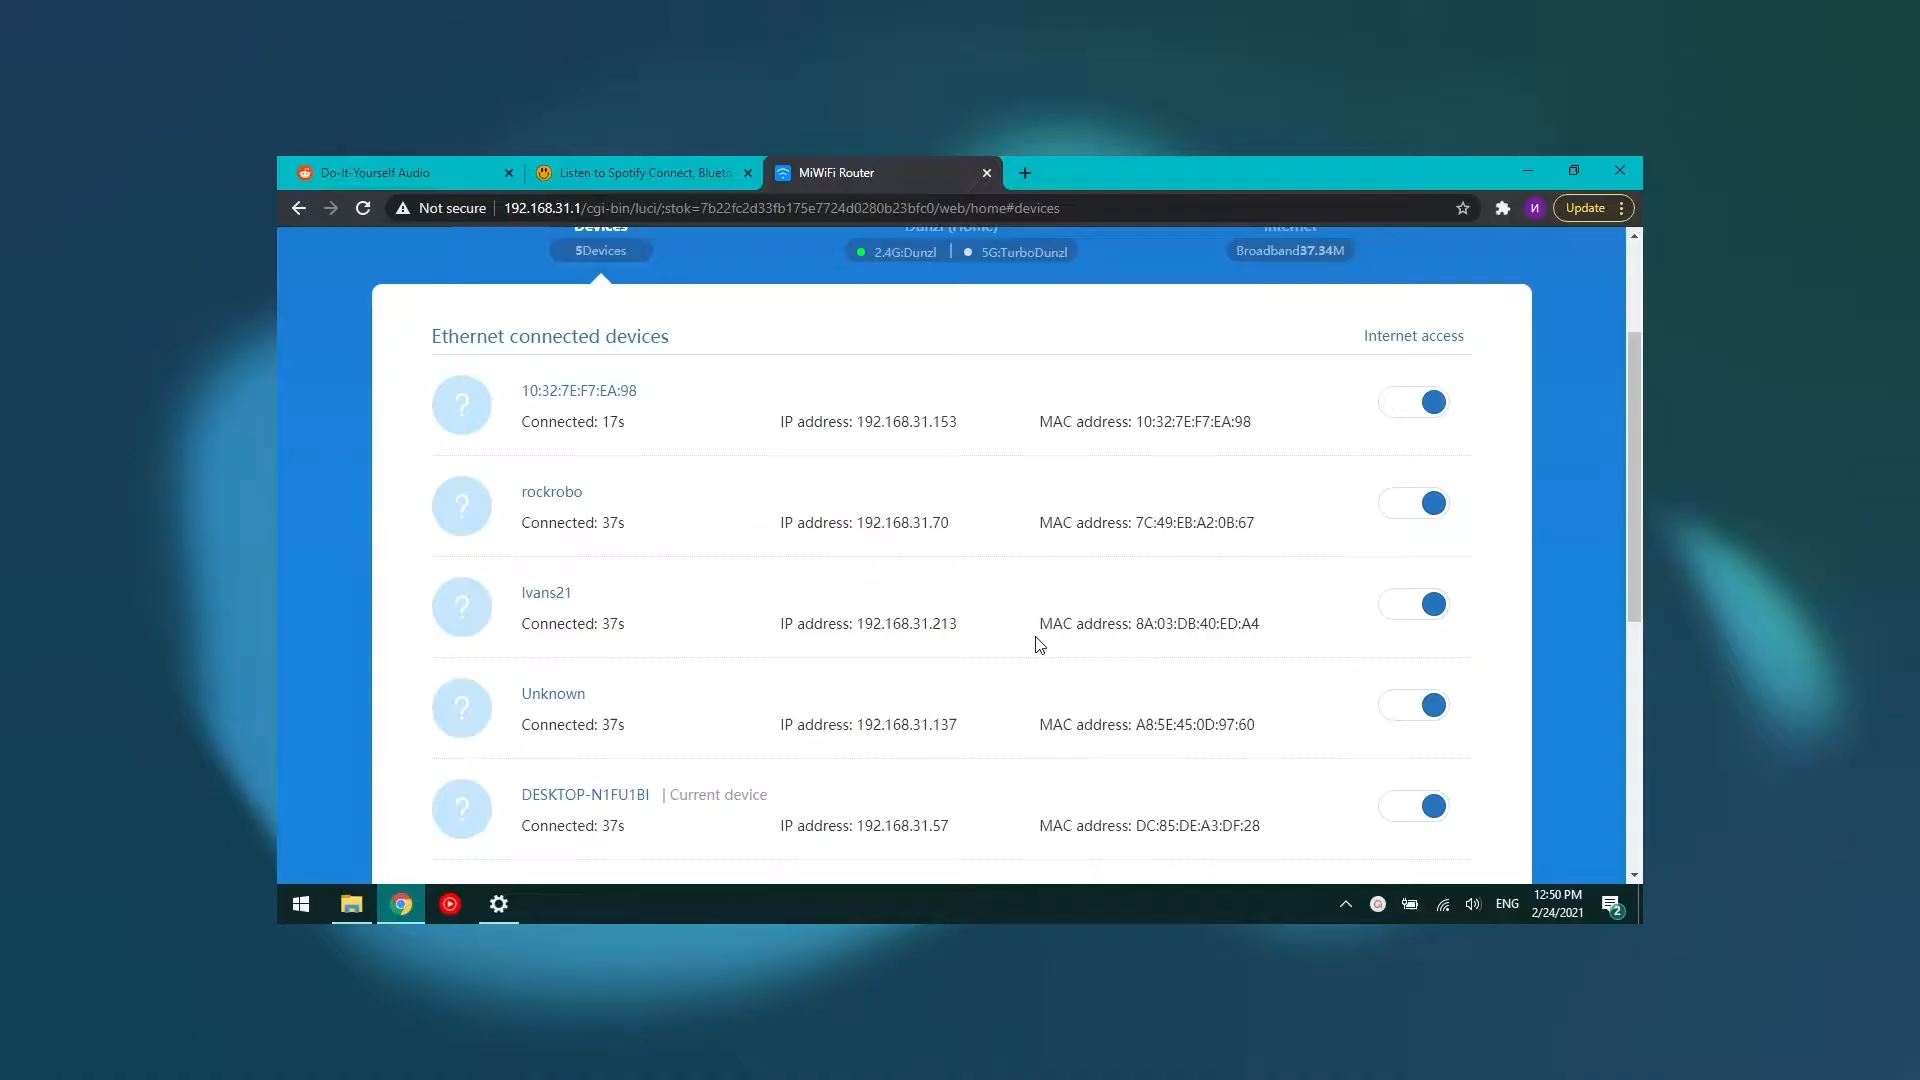 Do-It-Yourself Audio
Listen to Spotify Connect, Blueto
MiWiFi Router
Not secure
192.168.31.1/cgi-bin/luci/;stok=7b22fc2d33fb175e7724d0280b23bfc0/web/home#devices
И
Update
Devices
Dunzl (Home)
Internet
5Devices
2.4G:Dunzl | 5G:TurboDunzl
Broadband37.34M
Ethernet connected devices
Internet access
?
10:32:7E:F7:EA:98
Connected: 17s
IP address: 192.168.31.153
MAC address: 10:32:7E:F7:EA:98
?
rockrobo
Connected: 37s
IP address: 192.168.31.70
MAC address: 7C:49:EB:A2:0B:67
?
Ivans21
Connected: 37s
IP address: 192.168.31.213
MAC address: 8A:03:DB:40:ED:A4
?
Unknown
Connected: 37s
IP address: 192.168.31.137
MAC address: A8:5E:45:0D:97:60
?
DESKTOP-N1FU1BI | Current device
Connected: 37s
IP address: 192.168.31.57
MAC address: DC:85:DE:A3:DF:28
ENG
12:50 PM
2/24/2021
2